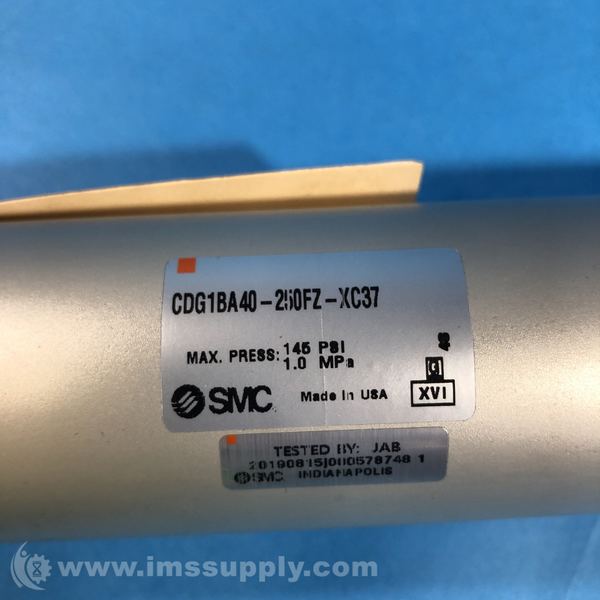 CDG1BA40-250FZ-XC37
MAX. PRESS: 145 PSI
1.0 MPa
SMC Made in USA
XVI
TESTED BY: JAB
SMC INDIANAPOLIS
www.imssupply.com